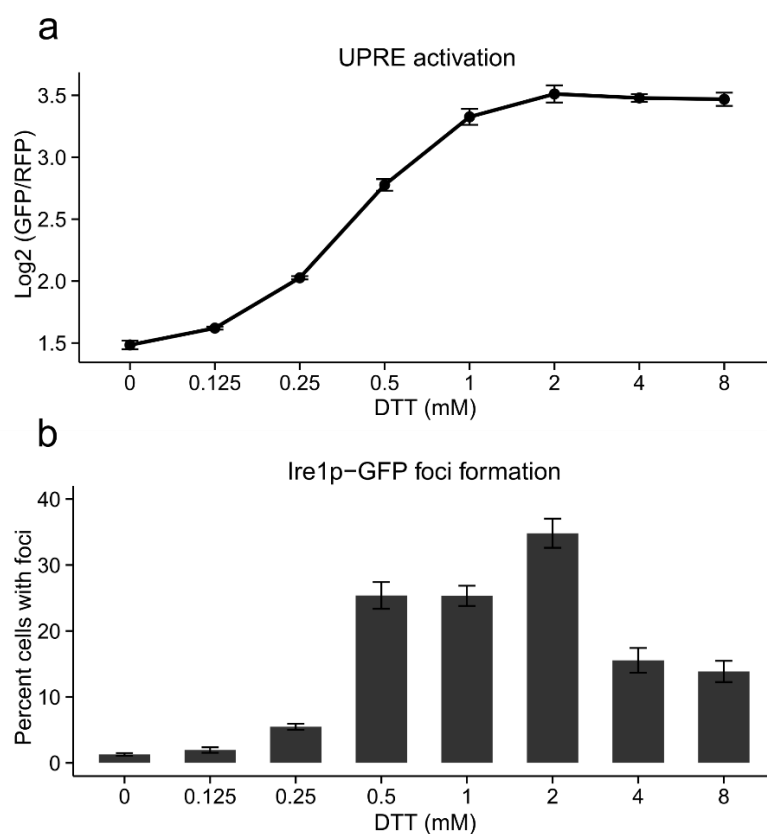 a
UPRE activation
Log2 (GFP/RFP)
3.5
3.0
2.5
2.0
1.5
0 0.125 0.25 0.5 1 2 4 8
DTT (mM)
b
Ire1p−GFP foci formation
Percent cells with foci
40
30
20
10
0
0 0.125 0.25 0.5 1 2 4 8
DTT (mM)